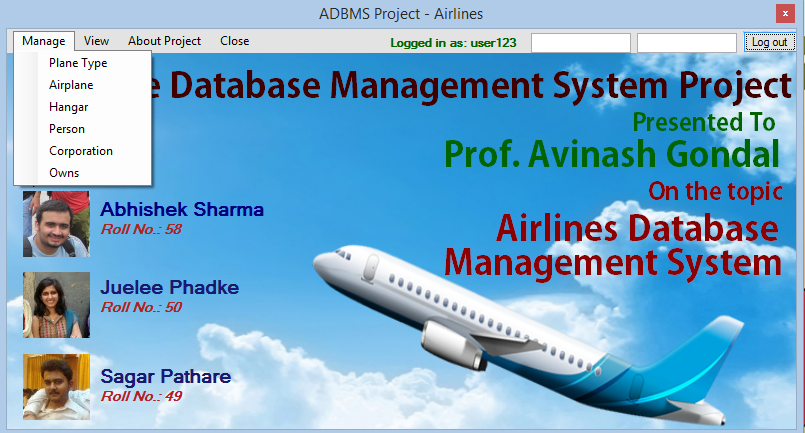 ADBMS Project - Airlines
x
Manage View About Project Close Logged in as: user123 Log out
Plane Type
Airplane
Hangar
Person
Corporation
Owns
Database Management System Project
Presented To
Prof. Avinash Gondal
On the topic
Airlines Database
Management System
Abhishek Sharma
Roll No.: 58
Juelee Phadke
Roll No.: 50
Sagar Pathare
Roll No.: 49